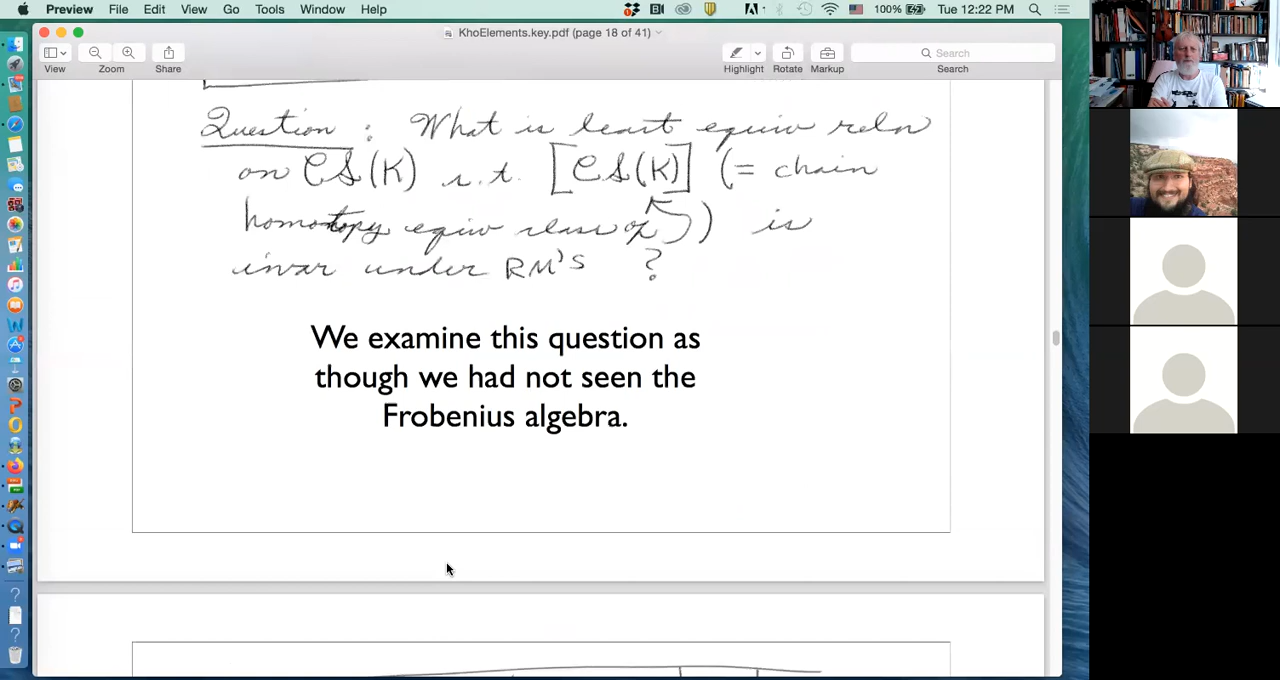 Preview File Edit View Go Tools Window Help 100% Tue 12:22 PM
KhoElements.key.pdf (page 18 of 41)
View Zoom Share Highlight Rotate Markup Search
Search
Question : What is least equiv reln
on CS(K) s.t. [CS(K)] (= chain
homotopy equiv class of ) is
invar under RM's ?
We examine this question as
though we had not seen the
Frobenius algebra.